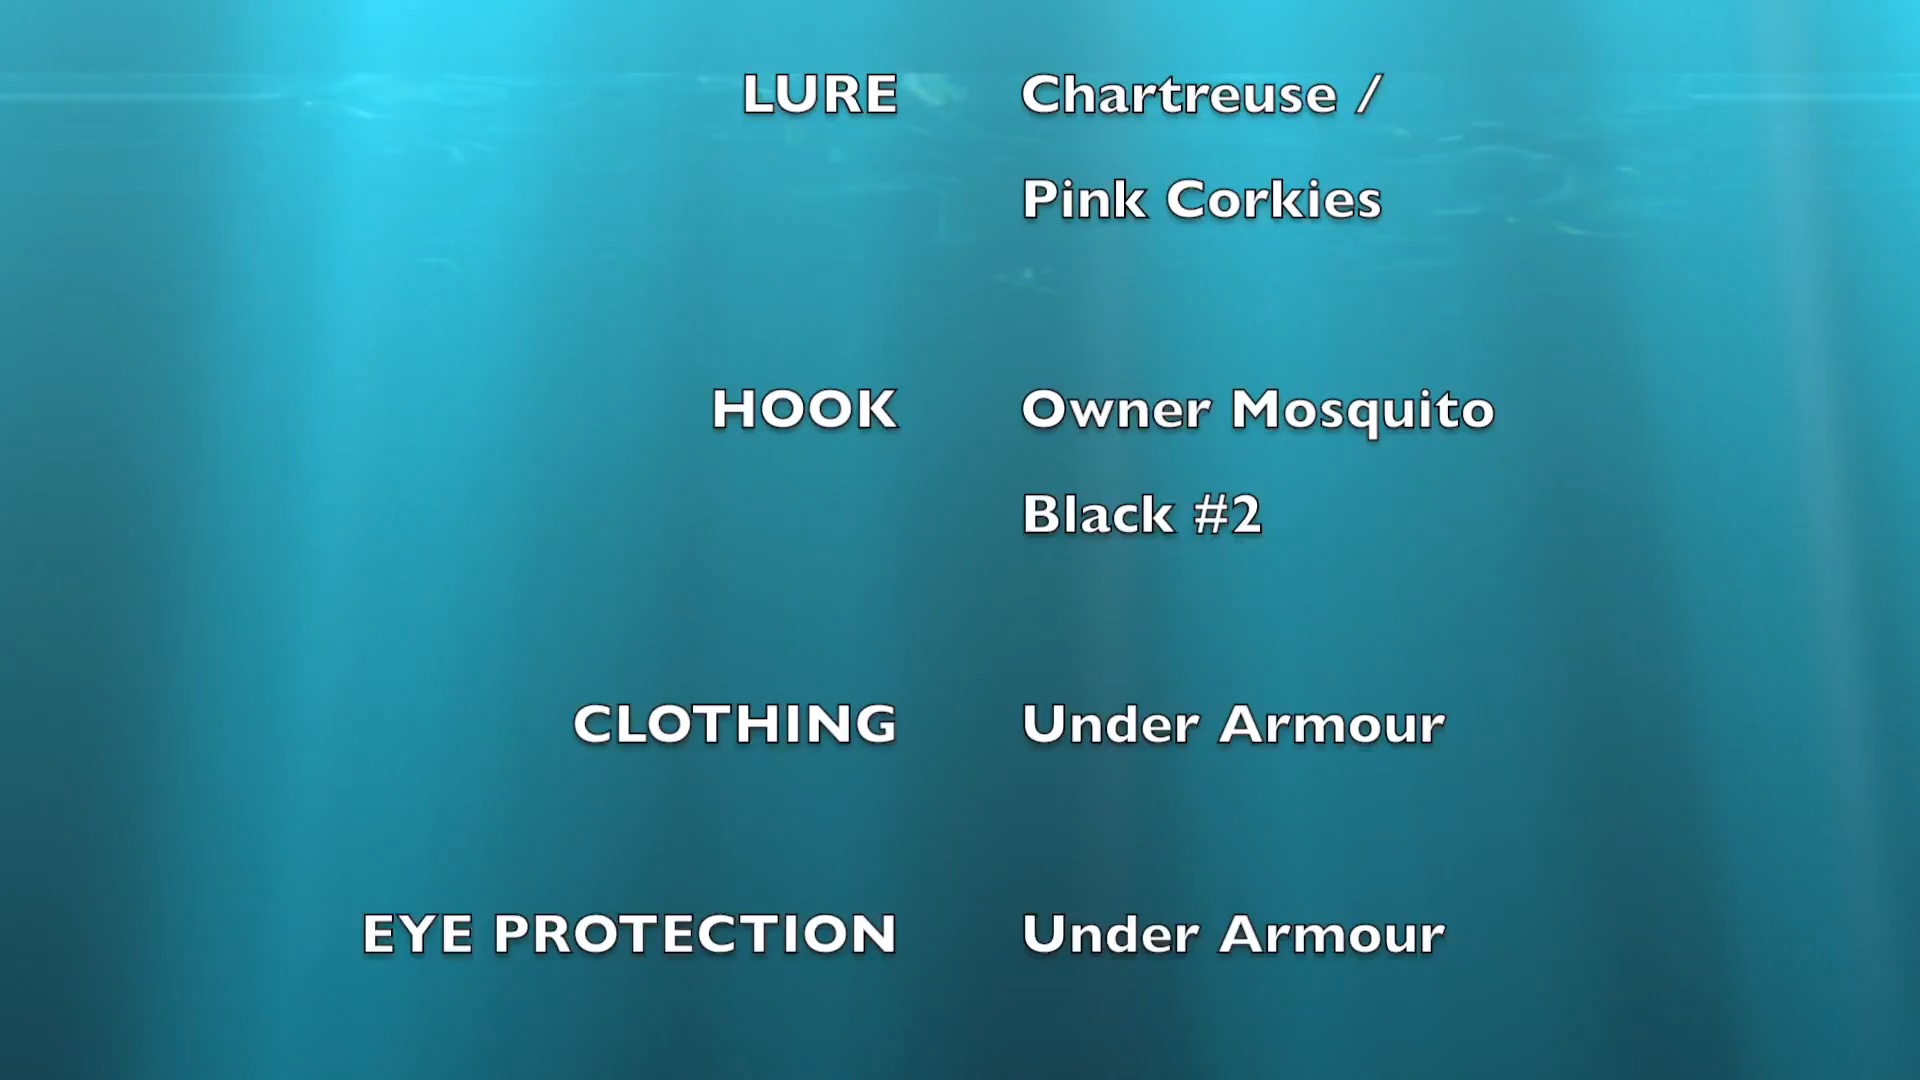 LURE Chartreuse /
Pink Corkies
HOOK Owner Mosquito
Black #2
CLOTHING Under Armour
EYE PROTECTION Under Armour